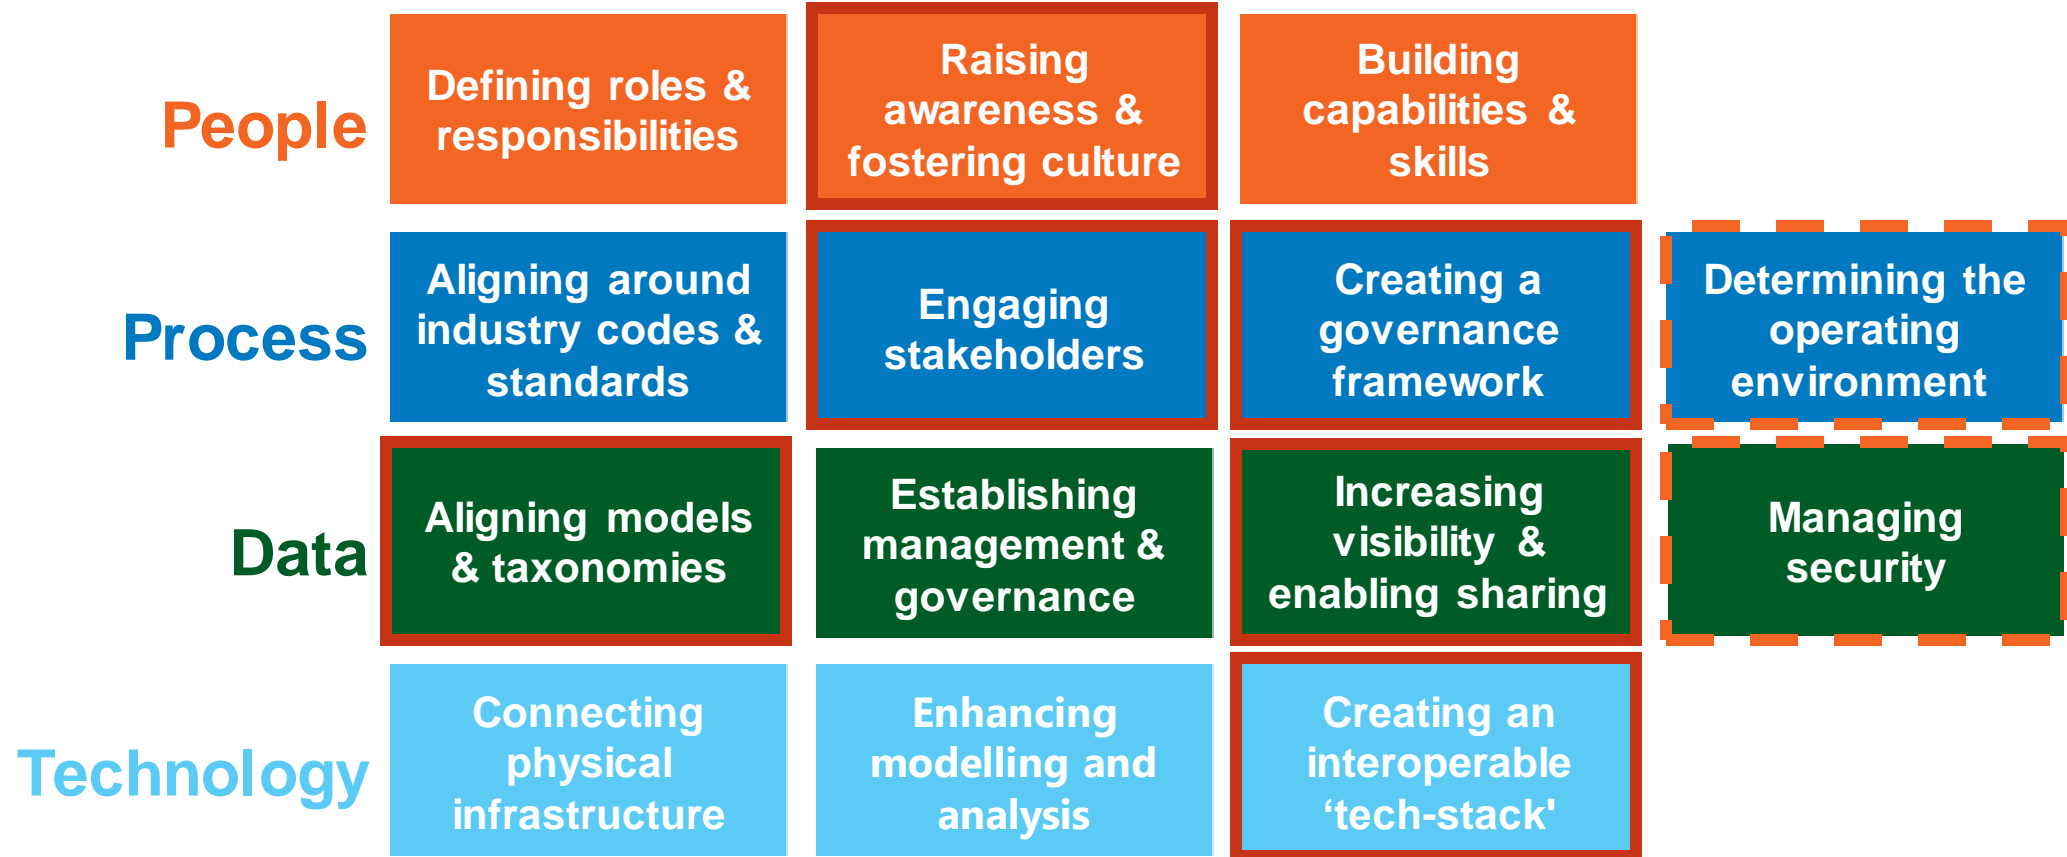 People
Defining roles &
responsibilities
Raising
awareness &
fostering culture
Building
capabilities &
skills
Process
Aligning around
industry codes &
standards
Engaging
stakeholders
Creating a
governance
framework
Determining the
operating
environment
Data
Aligning models
& taxonomies
Establishing
management &
governance
Increasing
visibility &
enabling sharing
Managing
security
Technology
Connecting
physical
infrastructure
Enhancing
modelling and
analysis
Creating an
interoperable
‘tech-stack'